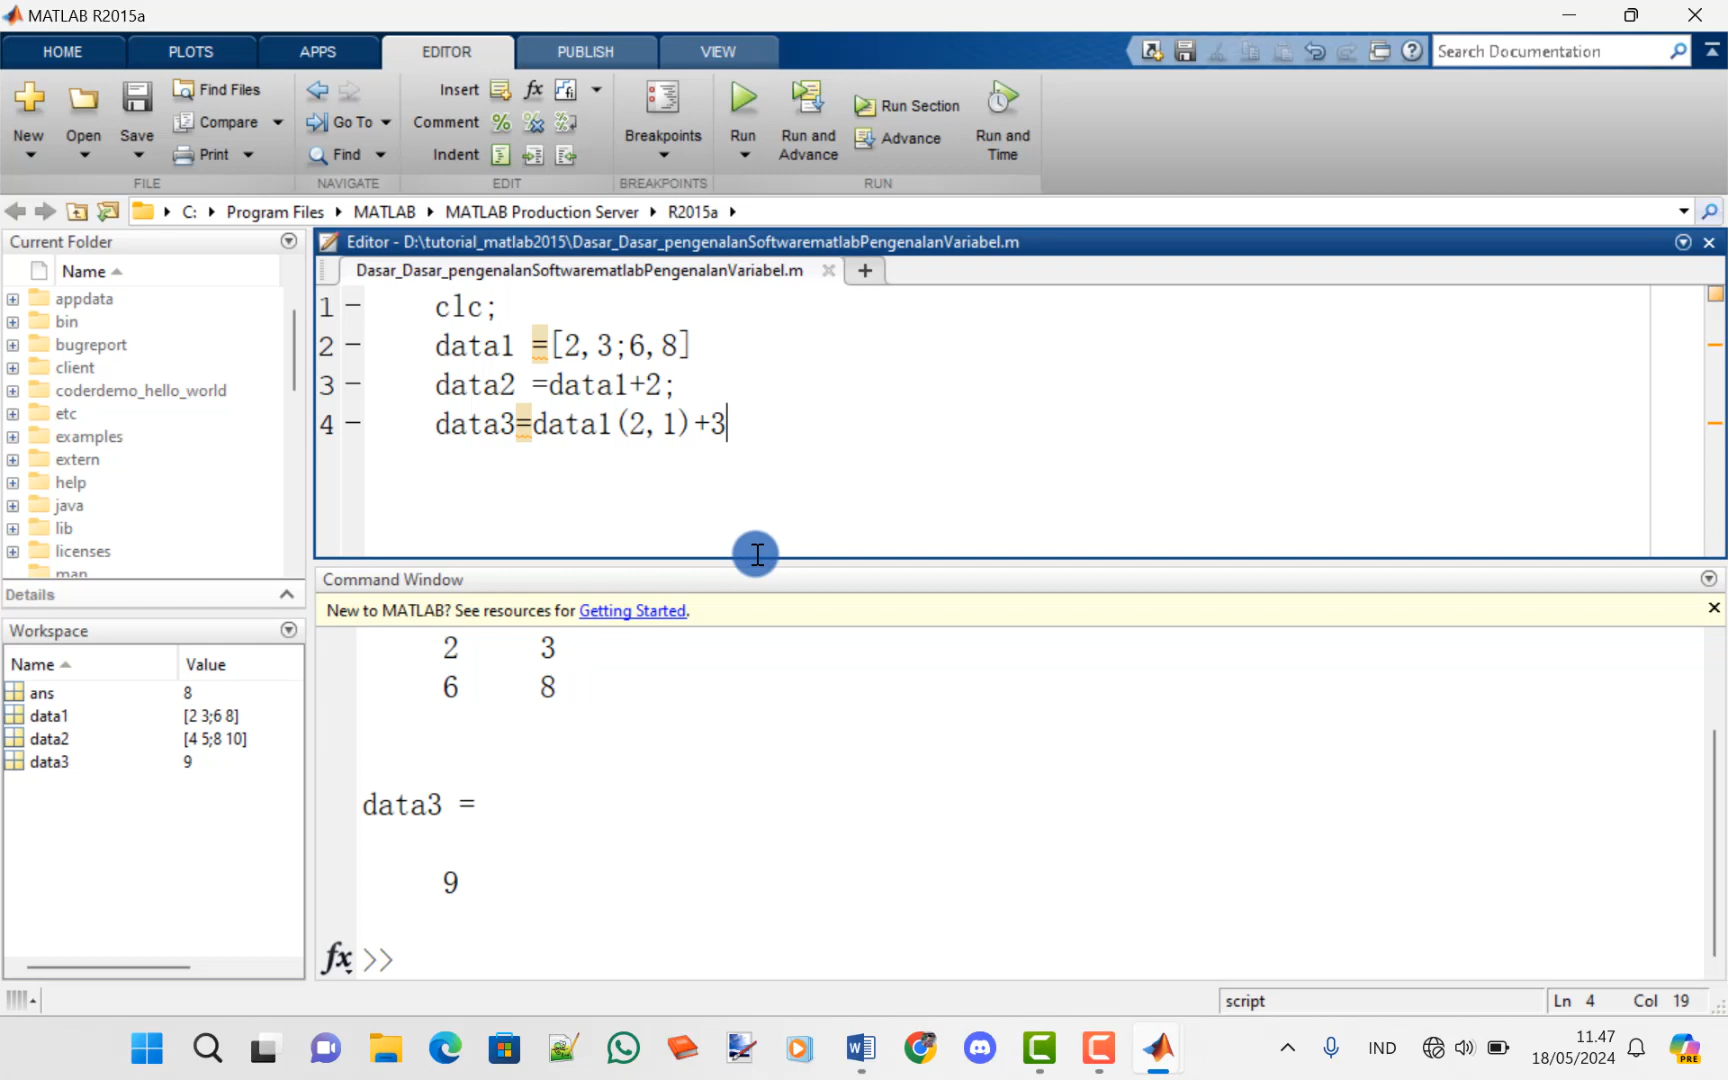 MATLAB R2015a
HOME PLOTS APPS EDITOR PUBLISH VIEW
Search Documentation
New Open Save Find Files Compare Print
Go To Find
Insert fx Comment Indent
Breakpoints Run Run and Advance Run Section Advance Run and Time
FILE NAVIGATE EDIT BREAKPOINTS RUN
C: Program Files MATLAB MATLAB Production Server R2015a
Current Folder
Editor - D:\tutorial_matlab2015\Dasar_Dasar_pengenalanSoftwarematlabPengenalanVariabel.m
Name
Dasar_Dasar_pengenalanSoftwarematlabPengenalanVariabel.m
appdata
bin
bugreport
client
coderdemo_hello_world
etc
examples
extern
help
java
lib
licenses
man
Details
1 clc;
2 data1 =[2,3;6,8]
3 data2 =data1+2;
4 data3=data1(2,1)+3
Command Window
New to MATLAB? See resources for Getting Started.
2 3
6 8
data3 =
9
fx >>
Workspace
Name Value
ans 8
data1 [2 3;6 8]
data2 [4 5;8 10]
data3 9
script Ln 4 Col 19
IND 11.47
18/05/2024
PRE